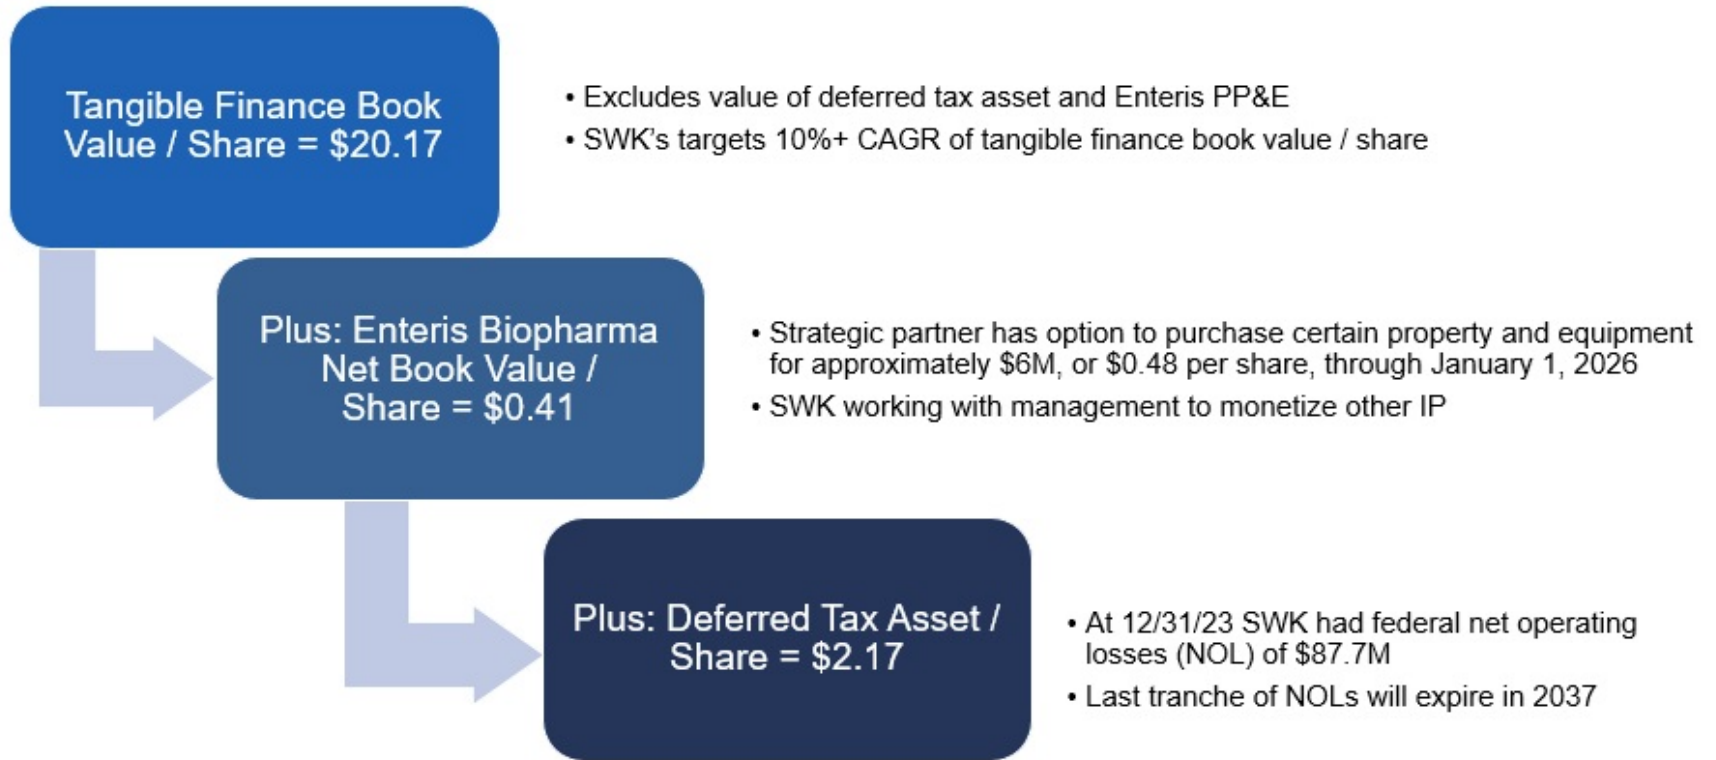 Tangible Finance Book
Value / Share = $20.17
• Excludes value of deferred tax asset and Enteris PP&E
• SWK's targets 10%+ CAGR of tangible finance book value / share
Plus: Enteris Biopharma
Net Book Value /
Share = $0.41
• Strategic partner has option to purchase certain property and equipment
for approximately $6M, or $0.48 per share, through January 1, 2026
• SWK working with management to monetize other IP
Plus: Deferred Tax Asset /
Share = $2.17
• At 12/31/23 SWK had federal net operating
losses (NOL) of $87.7M
• Last tranche of NOLs will expire in 2037